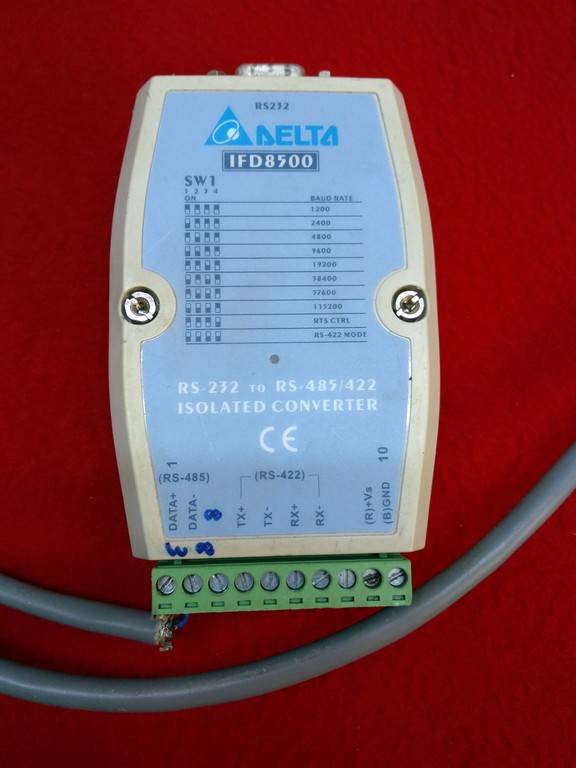 RS232
DELTA
IFD8500
SW1
1 2 3 4
ON BAUD RATE
1200
2400
4800
9600
19200
38400
57600
115200
RTS CTRL
RS-422 MODE
RS-232 TO RS-485/422
ISOLATED CONVERTER
CE
1 10
(RS-485) (RS-422)
DATA+ DATA- TX+ TX- RX+ RX- (R)+Vs (B)GND
8
8